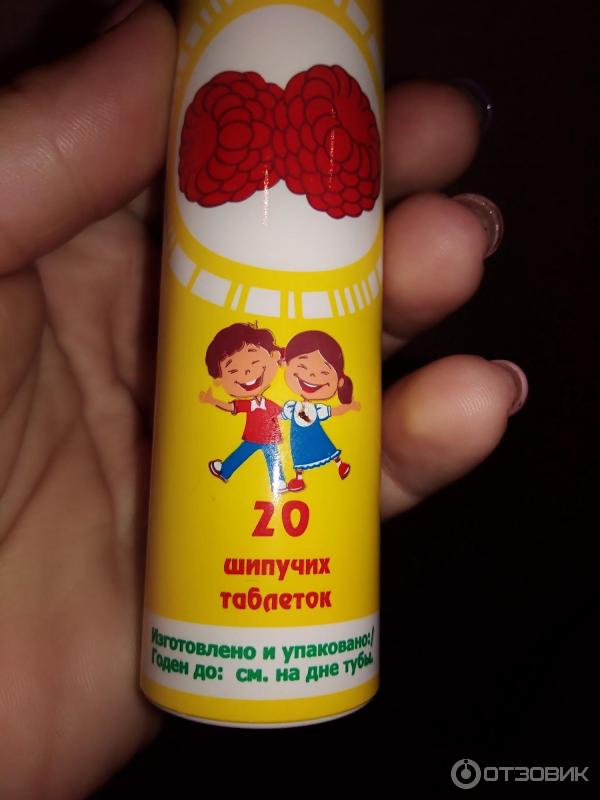 20
шипучих
таблеток
Изготовлено и упаковано:/
Годен до: см. на дне тубы.
ОТЗОВИК